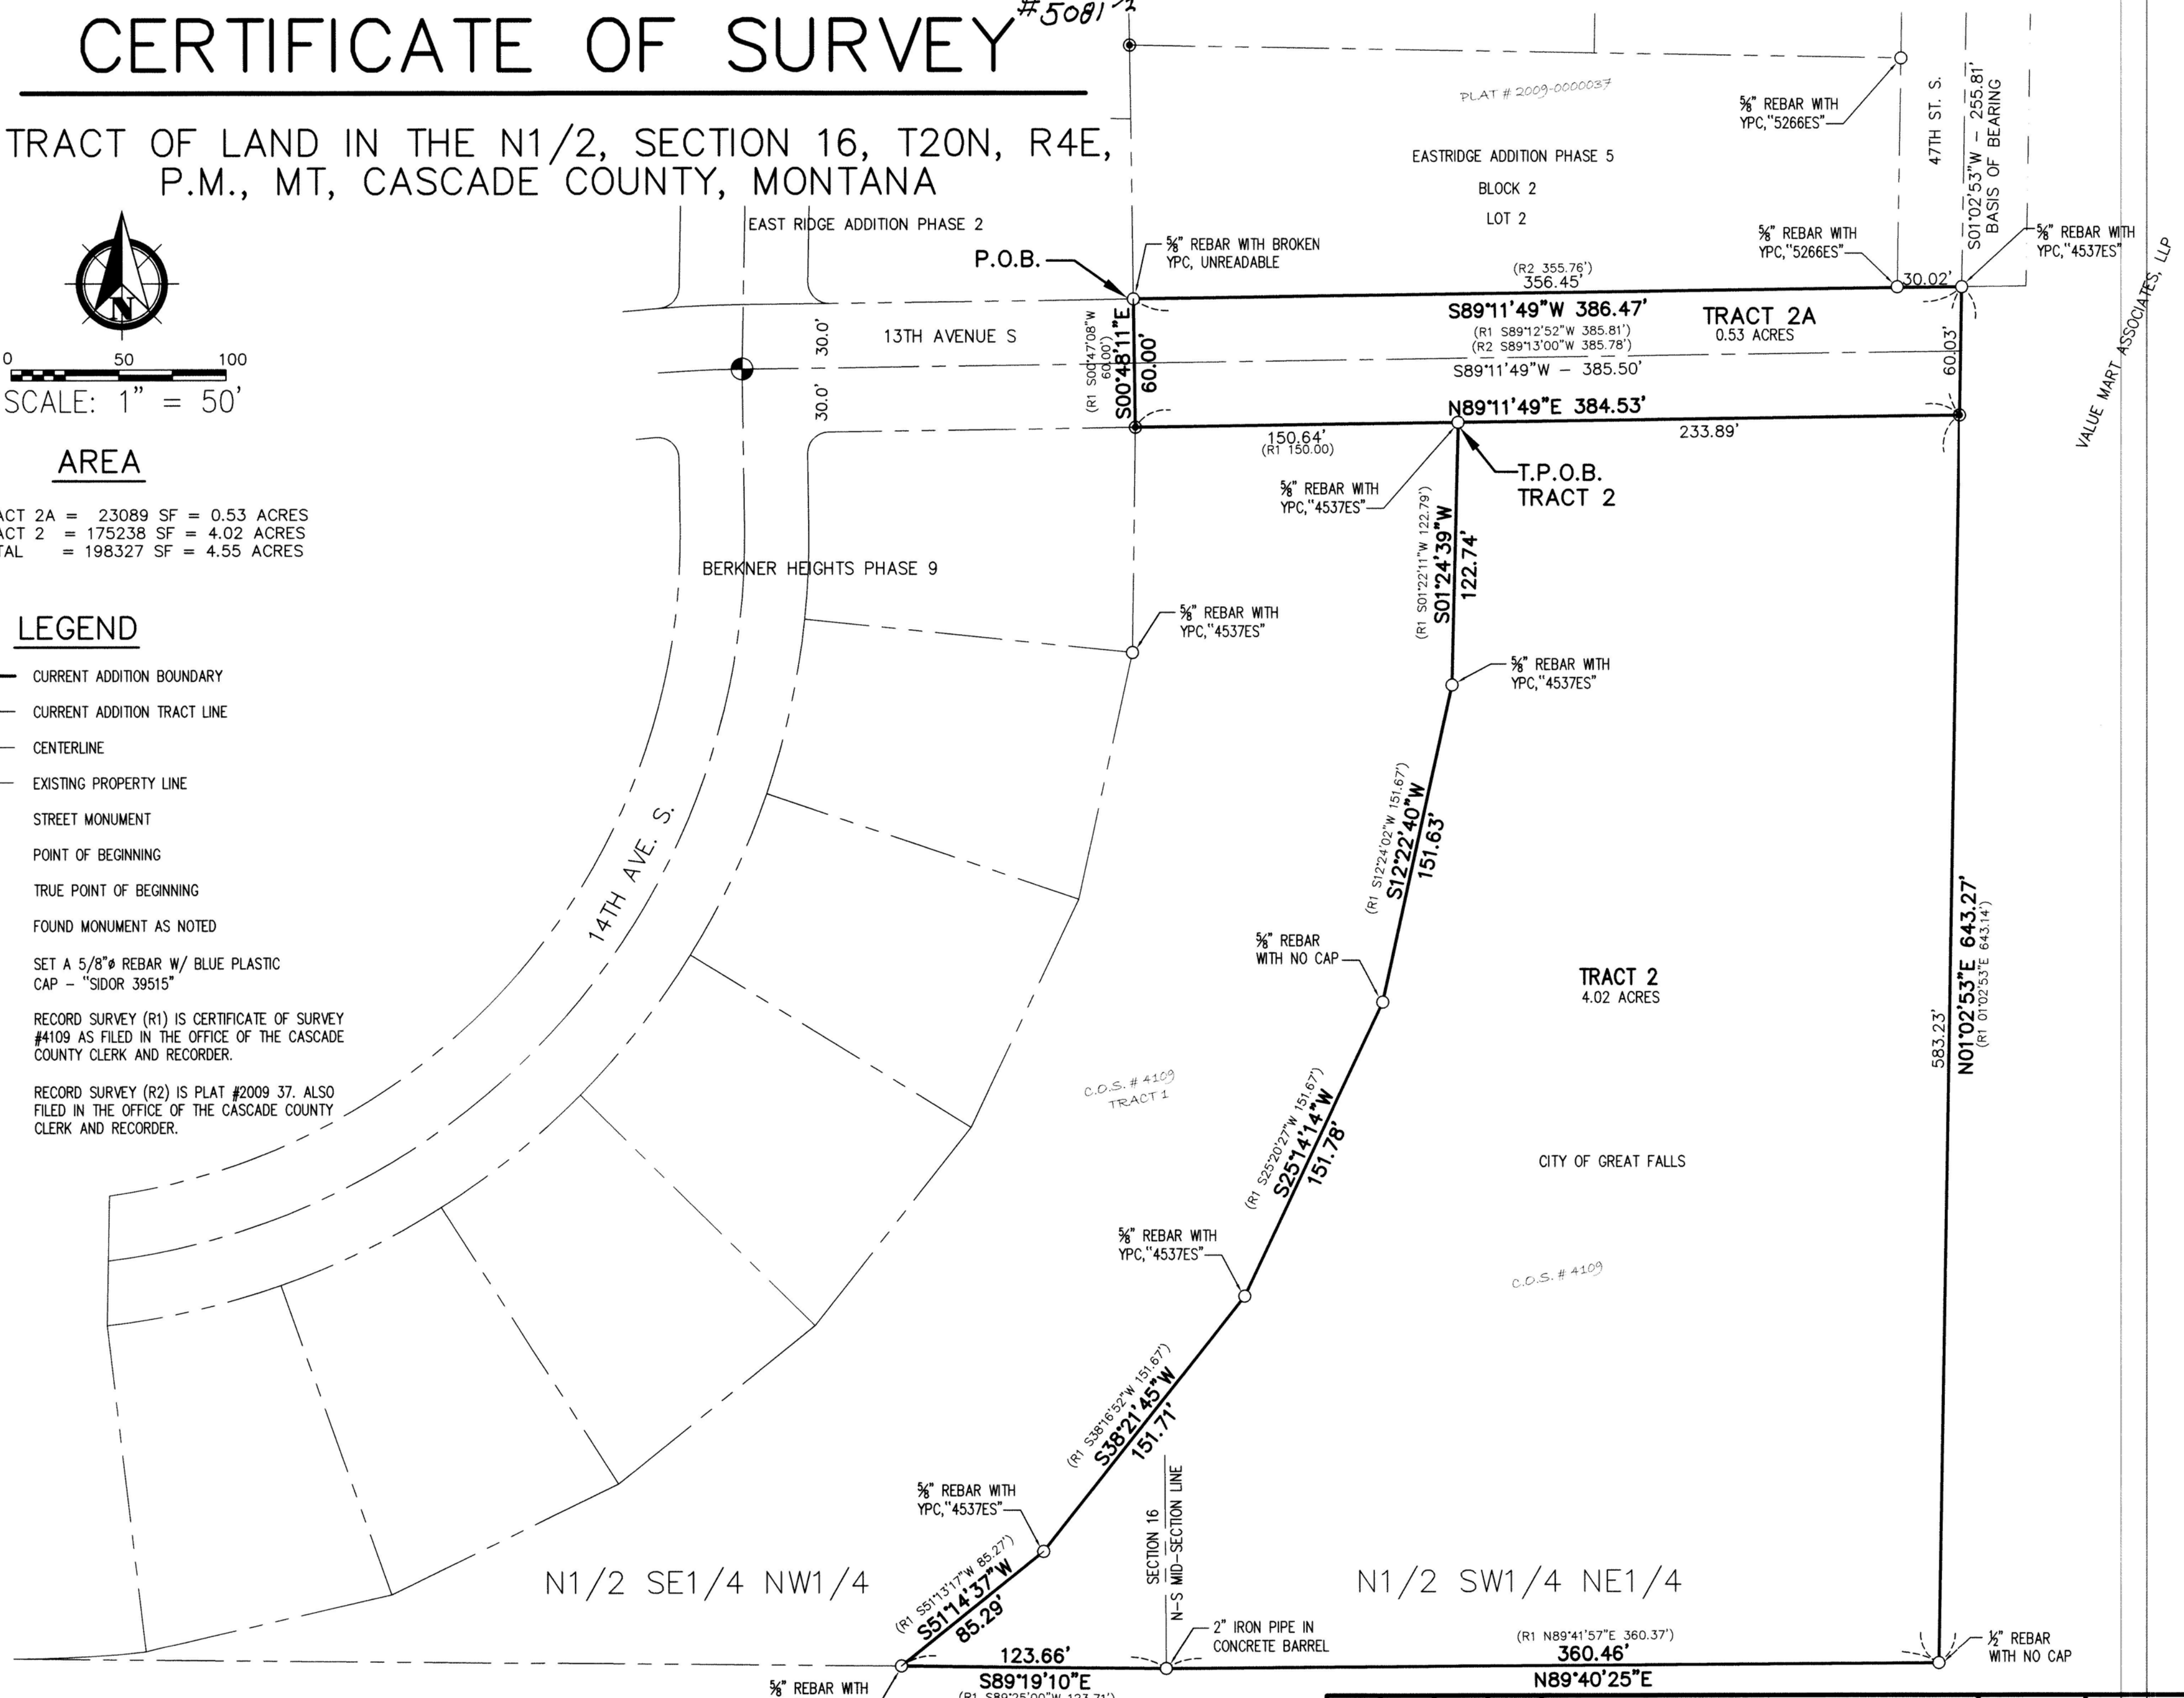 #5081
CERTIFICATE OF SURVEY
TRACT OF LAND IN THE N1/2, SECTION 16, T20N, R4E,
P.M., MT, CASCADE COUNTY, MONTANA
N
0 50 100
SCALE: 1" = 50'
AREA
ACT 2A = 23089 SF = 0.53 ACRES
ACT 2 = 175238 SF = 4.02 ACRES
TAL = 198327 SF = 4.55 ACRES
LEGEND
CURRENT ADDITION BOUNDARY
CURRENT ADDITION TRACT LINE
CENTERLINE
EXISTING PROPERTY LINE
STREET MONUMENT
POINT OF BEGINNING
TRUE POINT OF BEGINNING
FOUND MONUMENT AS NOTED
SET A 5/8"ø REBAR W/ BLUE PLASTIC
CAP - "SIDOR 39515"
RECORD SURVEY (R1) IS CERTIFICATE OF SURVEY
#4109 AS FILED IN THE OFFICE OF THE CASCADE
COUNTY CLERK AND RECORDER.
RECORD SURVEY (R2) IS PLAT #2009 37. ALSO
FILED IN THE OFFICE OF THE CASCADE COUNTY
CLERK AND RECORDER.
PLAT # 2009-0000037
EASTRIDGE ADDITION PHASE 5
BLOCK 2
LOT 2
⅝" REBAR WITH
YPC,"5266ES"
47TH ST. S.
S01°02'53"W - 255.81'
BASIS OF BEARING
⅝" REBAR WITH
YPC,"5266ES"
⅝" REBAR WITH
YPC,"4537ES"
VALUE MART ASSOCIATES, LLP
EAST RIDGE ADDITION PHASE 2
P.O.B.
⅝" REBAR WITH BROKEN
YPC, UNREADABLE
(R2 355.76')
356.45'
30.02'
S89°11'49"W 386.47'
(R1 S89°12'52"W 385.81')
(R2 S89°13'00"W 385.78')
TRACT 2A
0.53 ACRES
S89°11'49"W - 385.50'
60.03'
13TH AVENUE S
30.0'
30.0'
(R1 S00°47'08"W
60.00')
S00°48'11"E
60.00'
N89°11'49"E 384.53'
150.64'
(R1 150.00)
233.89'
T.P.O.B.
TRACT 2
⅝" REBAR WITH
YPC,"4537ES"
(R1 S01°22'11"W 122.79')
S01°24'39"W
122.74'
BERKNER HEIGHTS PHASE 9
⅝" REBAR WITH
YPC,"4537ES"
⅝" REBAR WITH
YPC,"4537ES"
14TH AVE. S.
(R1 S12°24'02"W 151.67')
S12°22'40"W
151.63'
⅝" REBAR
WITH NO CAP
TRACT 2
4.02 ACRES
583.23'
N01°02'53"E 643.27'
(R1 01°02'53"E 643.14')
C.O.S. # 4109
TRACT 1
(R1 S25°20'27"W 151.67')
S25°14'14"W
151.78'
CITY OF GREAT FALLS
C.O.S. # 4109
⅝" REBAR WITH
YPC,"4537ES"
(R1 S38°16'52"W 151.67')
S38°21'45"W
151.71'
⅝" REBAR WITH
YPC,"4537ES"
SECTION 16
N-S MID-SECTION LINE
N1/2 SE1/4 NW1/4
N1/2 SW1/4 NE1/4
(R1 S51°13'17"W 85.27')
S51°14'37"W
85.29'
2" IRON PIPE IN
CONCRETE BARREL
(R1 N89°41'57"E 360.37')
360.46'
N89°40'25"E
½" REBAR
WITH NO CAP
123.66'
S89°19'10"E
(R1 S89°25'00"W 123.71')
⅝" REBAR WITH